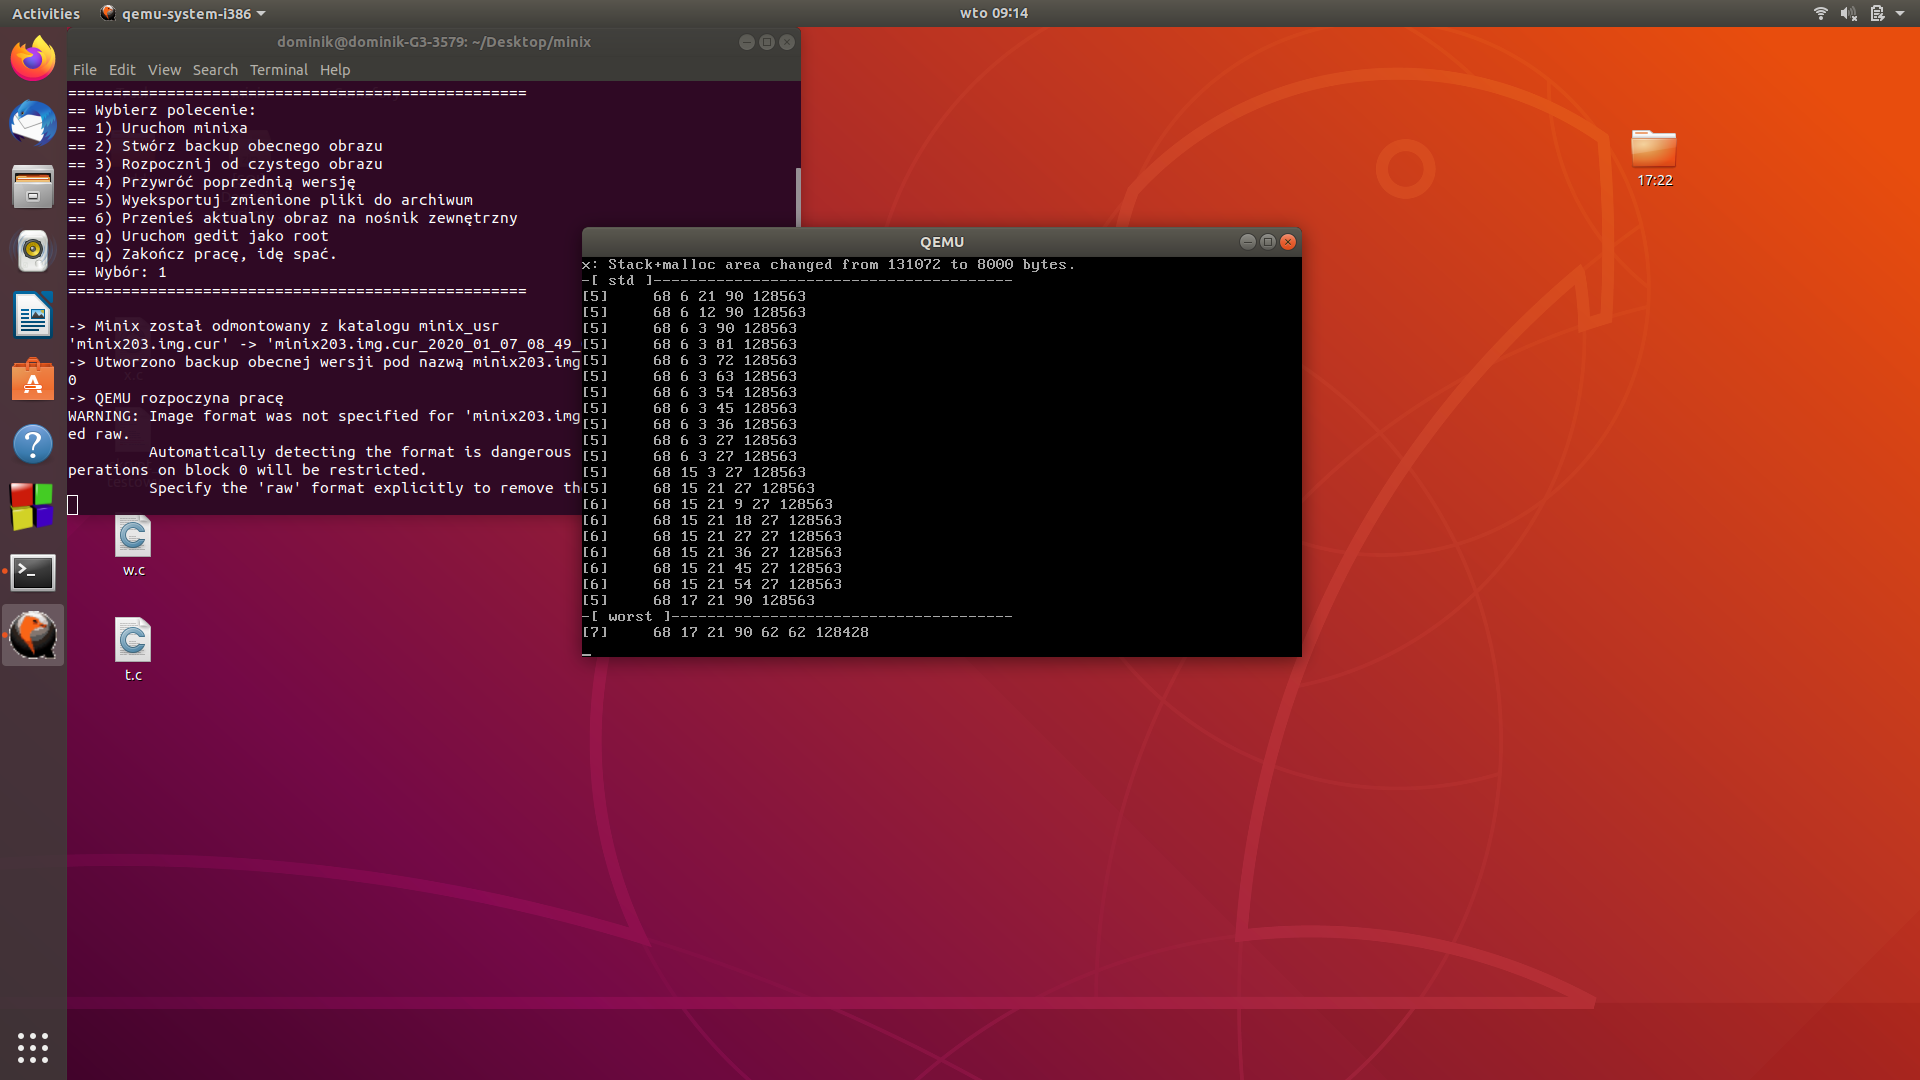 Activities
qemu-system-i386
wto 09:14
dominik@dominik-G3-3579: ~/Desktop/minix
File Edit View Search Terminal Help
===================================================
== Wybierz polecenie:
== 1) Uruchom minixa
== 2) Stwórz backup obecnego obrazu
== 3) Rozpocznij od czystego obrazu
== 4) Przywróć poprzednią wersję
== 5) Wyeksportuj zmienione pliki do archiwum
== 6) Przenieś aktualny obraz na nośnik zewnętrzny
== g) Uruchom gedit jako root
== q) Zakończ pracę, idę spać.
== Wybór: 1
===================================================
-> Minix został odmontowany z katalogu minix_usr
'minix203.img.cur' -> 'minix203.img.cur_2020_01_07_08_49_
-> Utworzono backup obecnej wersji pod nazwą minix203.img
0
-> QEMU rozpoczyna pracę
WARNING: Image format was not specified for 'minix203.img
ed raw.
Automatically detecting the format is dangerous
perations on block 0 will be restricted.
Specify the 'raw' format explicitly to remove th
QEMU
x: Stack+malloc area changed from 131072 to 8000 bytes.
-[ std ]----------------------------------------
[5] 68 6 21 90 128563
[5] 68 6 12 90 128563
[5] 68 6 3 90 128563
[5] 68 6 3 81 128563
[5] 68 6 3 72 128563
[5] 68 6 3 63 128563
[5] 68 6 3 54 128563
[5] 68 6 3 45 128563
[5] 68 6 3 36 128563
[5] 68 6 3 27 128563
[5] 68 6 3 27 128563
[5] 68 15 3 27 128563
[5] 68 15 21 27 128563
[6] 68 15 21 9 27 128563
[6] 68 15 21 18 27 128563
[6] 68 15 21 27 27 128563
[6] 68 15 21 36 27 128563
[6] 68 15 21 45 27 128563
[6] 68 15 21 54 27 128563
[5] 68 17 21 90 128563
-[ worst ]--------------------------------------
[7] 68 17 21 90 62 62 128428
_
17:22
w.c
t.c